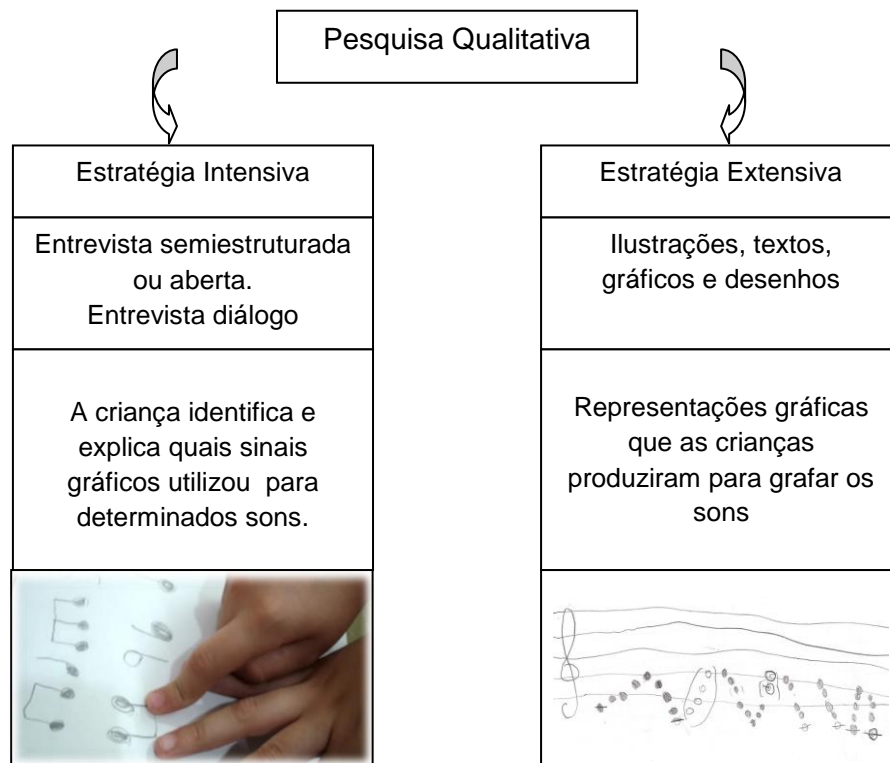 Pesquisa Qualitativa
Estratégia Intensiva
Entrevista semiestruturada
ou aberta.
Entrevista diálogo
A criança identifica e
explica quais sinais
gráficos utilizou para
determinados sons.
Estratégia Extensiva
Ilustrações, textos,
gráficos e desenhos
Representações gráficas
que as crianças
produziram para grafar os
sons